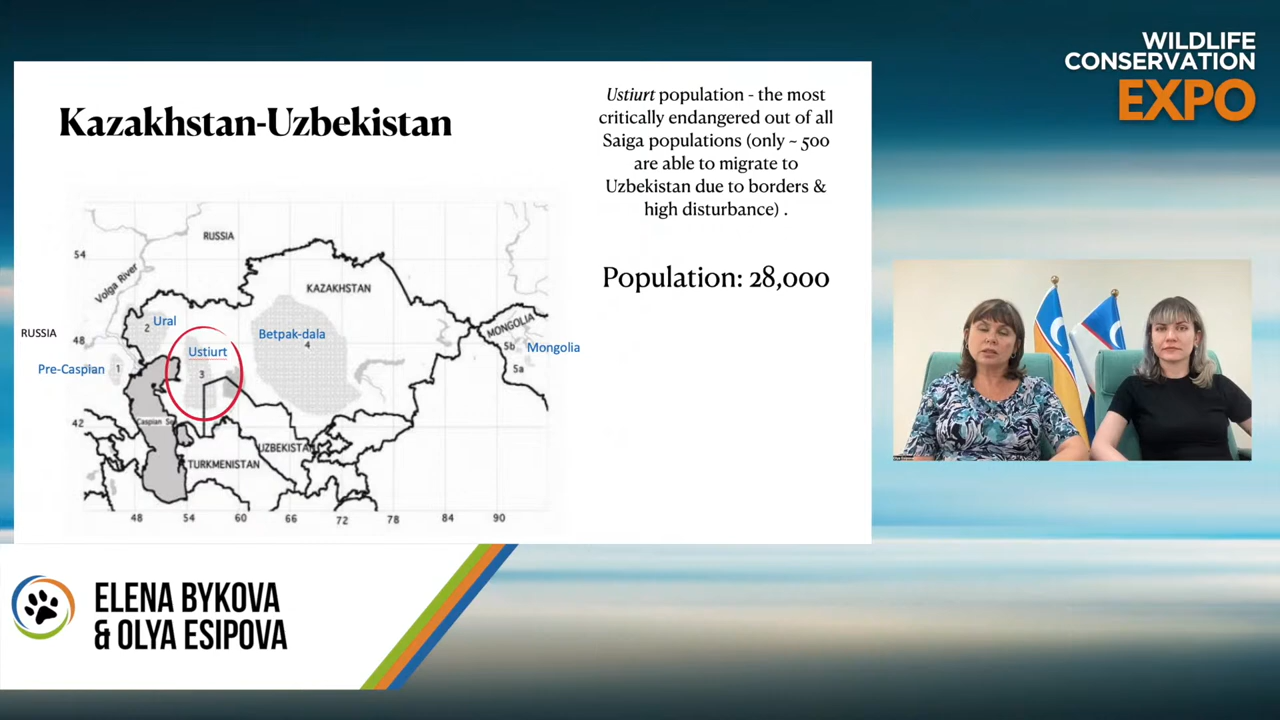 WILDLIFE
CONSERVATION
EXPO
Kazakhstan-Uzbekistan
Ustiurt population - the most
critically endangered out of all
Saiga populations (only ~ 500
are able to migrate to
Uzbekistan due to borders &
high disturbance) .
Population: 28,000
RUSSIA
54
Volga River
KAZAKHSTAN
2
Ural
RUSSIA
48
Ustiurt
Betpak-dala
4
MONGOLIA
5b
Mongolia
Pre-Caspian
1
3
5a
42
Caspian Se
UZBEKISTAN
TURKMENISTAN
48
54
60
66
72
78
84
90
ELENA BYKOVA
& OLYA ESIPOVA